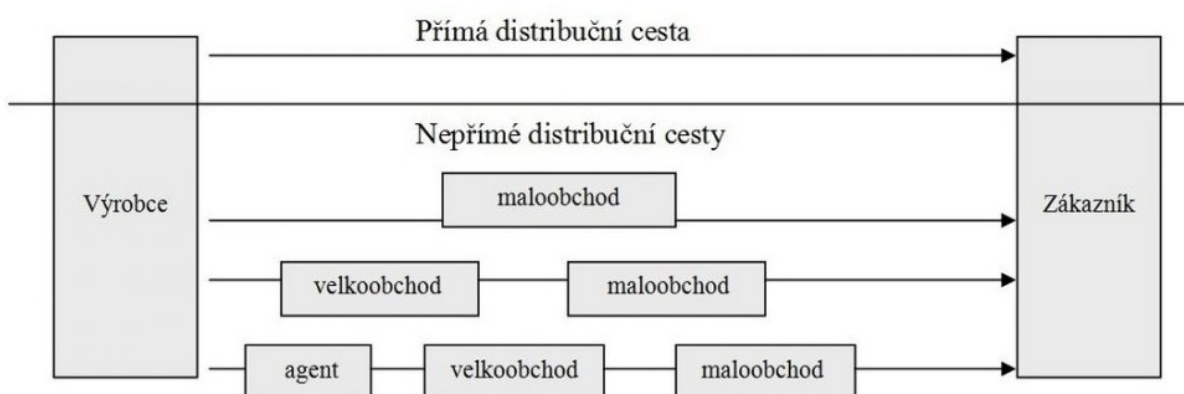 Přímá distribuční cesta
Nepřímé distribuční cesty
Výrobce
maloobchod
Zákazník
velkoobchod maloobchod
agent velkoobchod maloobchod